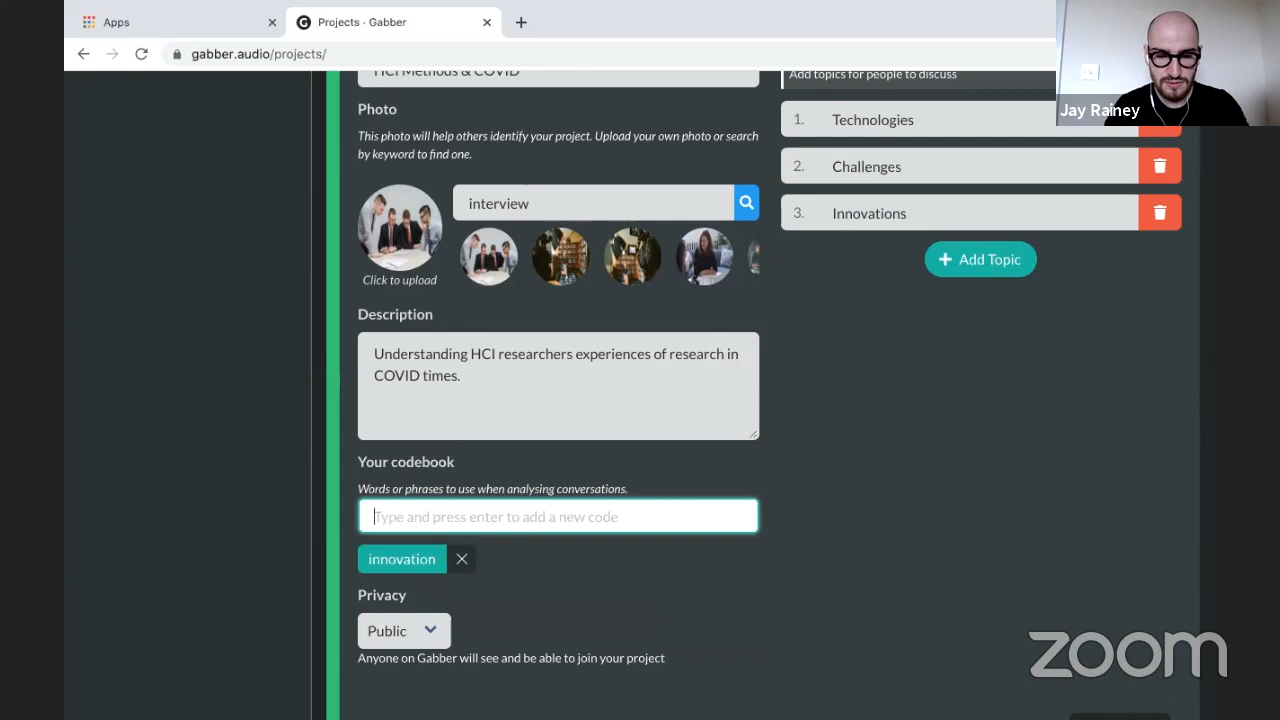 Apps
Projects · Gabber
gabber.audio/projects/
Jay Rainey
HCI Methods & COVID
Photo
This photo will help others identify your project. Upload your own photo or search
by keyword to find one.
interview
Click to upload
Description
Understanding HCI researchers experiences of research in
COVID times.
Your codebook
Words or phrases to use when analysing conversations.
Type and press enter to add a new code
innovation
Privacy
Public
Anyone on Gabber will see and be able to join your project
Add topics for people to discuss
1. Technologies
2. Challenges
3. Innovations
Add Topic
zoom